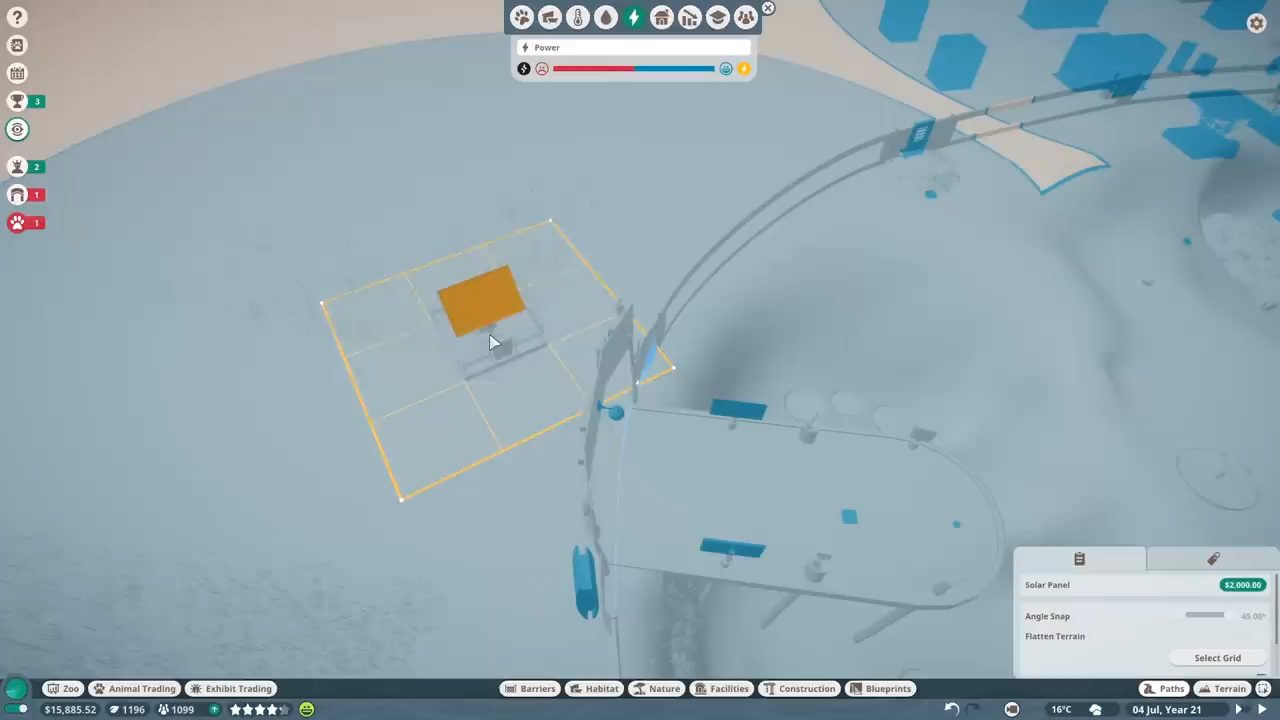 Power
3
2
1
1
Solar Panel
$2,000.00
Angle Snap
45.00°
Flatten Terrain
Select Grid
Zoo
Animal Trading
Exhibit Trading
Barriers
Habitat
Nature
Facilities
Construction
Blueprints
Paths
Terrain
$15,885.52
1196
1099
16°C
04 Jul, Year 21